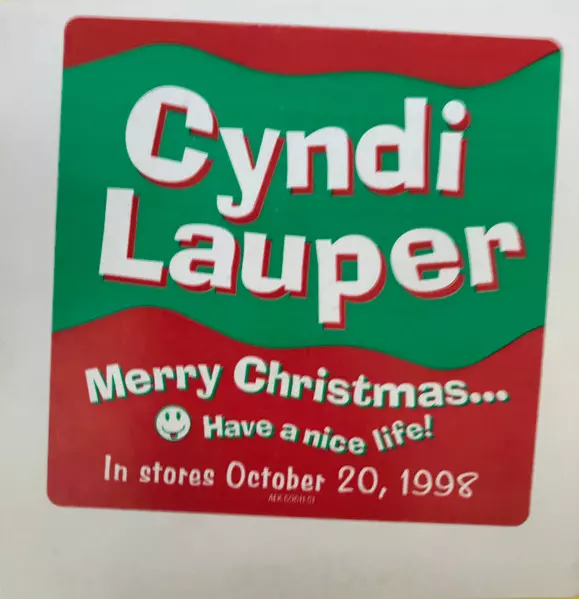 Cyndi
Lauper
Merry Christmas...
Have a nice life!
In stores October 20, 1998